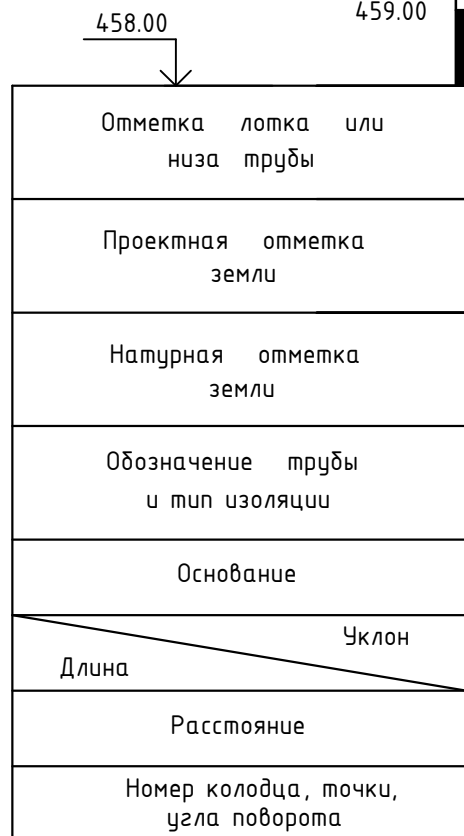 459.00
458.00
Отметка лотка или
низа трубы
Проектная отметка
земли
Натурная отметка
земли
Обозначение трубы
и тип изоляции
Основание
Уклон
Длина
Расстояние
Номер колодца, точки,
угла поворота